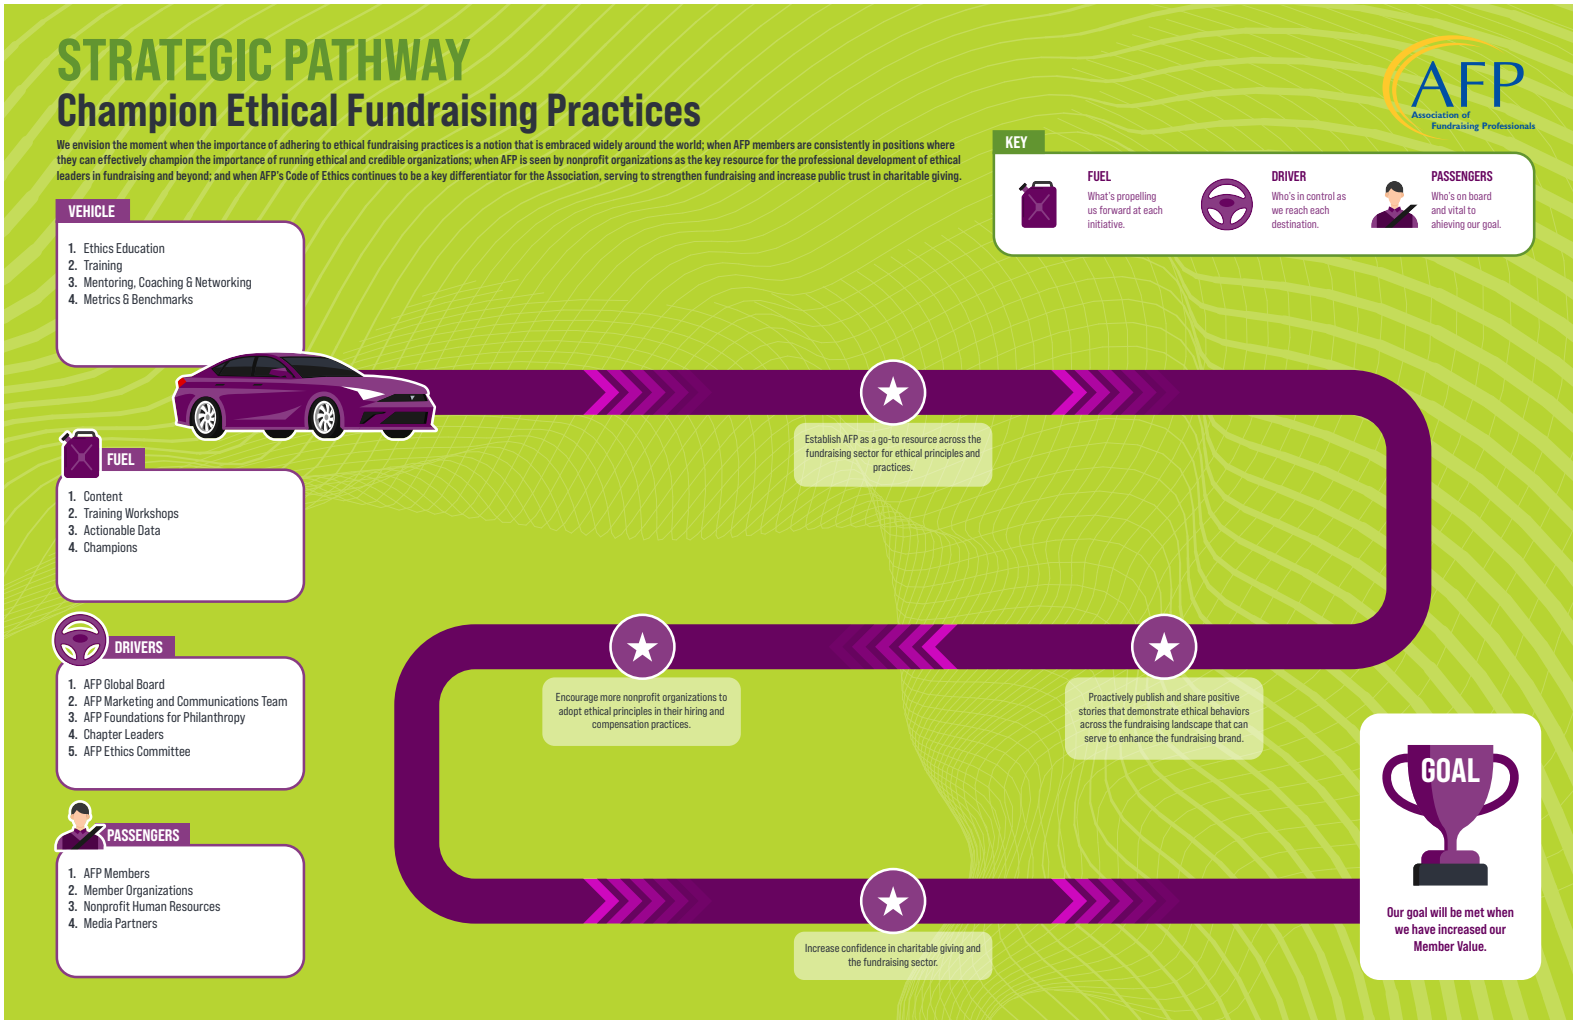 STRATEGIC PATHWAY
Champion Ethical Fundraising Practices
We envision the moment when the importance of adhering to ethical fundraising practices is a notion that is embraced widely around the world; when AFP members are consistently in positions where
they can effectively champion the importance of running ethical and credible organizations; when AFP is seen by nonprofit organizations as the key resource for the professional development of ethical
leaders in fundraising and beyond; and when AFP's Code of Ethics continues to be a key differentiator for the Association, serving to strengthen fundraising and increase public trust in charitable giving.
AFP
Association of
Fundraising Professionals
KEY
FUEL
What's propelling
us forward at each
initiative.
DRIVER
Who's in control as
we reach each
destination.
PASSENGERS
Who's on board
and vital to
ahieving our goal.
VEHICLE
1. Ethics Education
2. Training
3. Mentoring, Coaching & Networking
4. Metrics & Benchmarks
FUEL
1. Content
2. Training Workshops
3. Actionable Data
4. Champions
DRIVERS
1. AFP Global Board
2. AFP Marketing and Communications Team
3. AFP Foundations for Philanthropy
4. Chapter Leaders
5. AFP Ethics Committee
PASSENGERS
1. AFP Members
2. Member Organizations
3. Nonprofit Human Resources
4. Media Partners
Establish AFP as a go-to resource across the
fundraising sector for ethical principles and
practices.
Proactively publish and share positive
stories that demonstrate ethical behaviors
across the fundraising landscape that can
serve to enhance the fundraising brand.
Encourage more nonprofit organizations to
adopt ethical principles in their hiring and
compensation practices.
Increase confidence in charitable giving and
the fundraising sector.
GOAL
Our goal will be met when
we have increased our
Member Value.